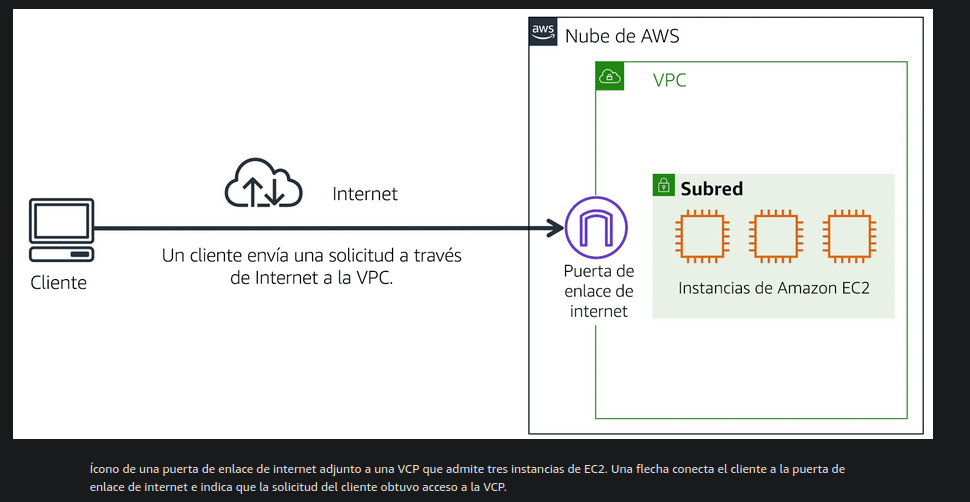 aws
Nube de AWS
VPC
Internet
Subred
Un cliente envía una solicitud a través
de Internet a la VPC.
Cliente
Puerta de
enlace de
internet
Instancias de Amazon EC2
Ícono de una puerta de enlace de internet adjunto a una VCP que admite tres instancias de EC2. Una flecha conecta el cliente a la puerta de
enlace de internet e indica que la solicitud del cliente obtuvo acceso a la VCP.